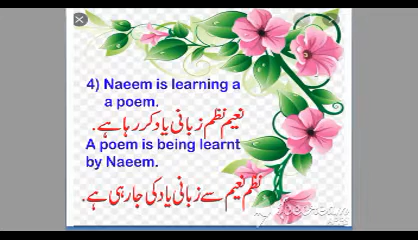 4) Naeem is learning a
a poem.
نعیم نظم زبانی یاد کر رہا ہے.
A poem is being learnt
by Naeem.
نظم نعیم سے زبانی یاد کی جا رہی ہے.